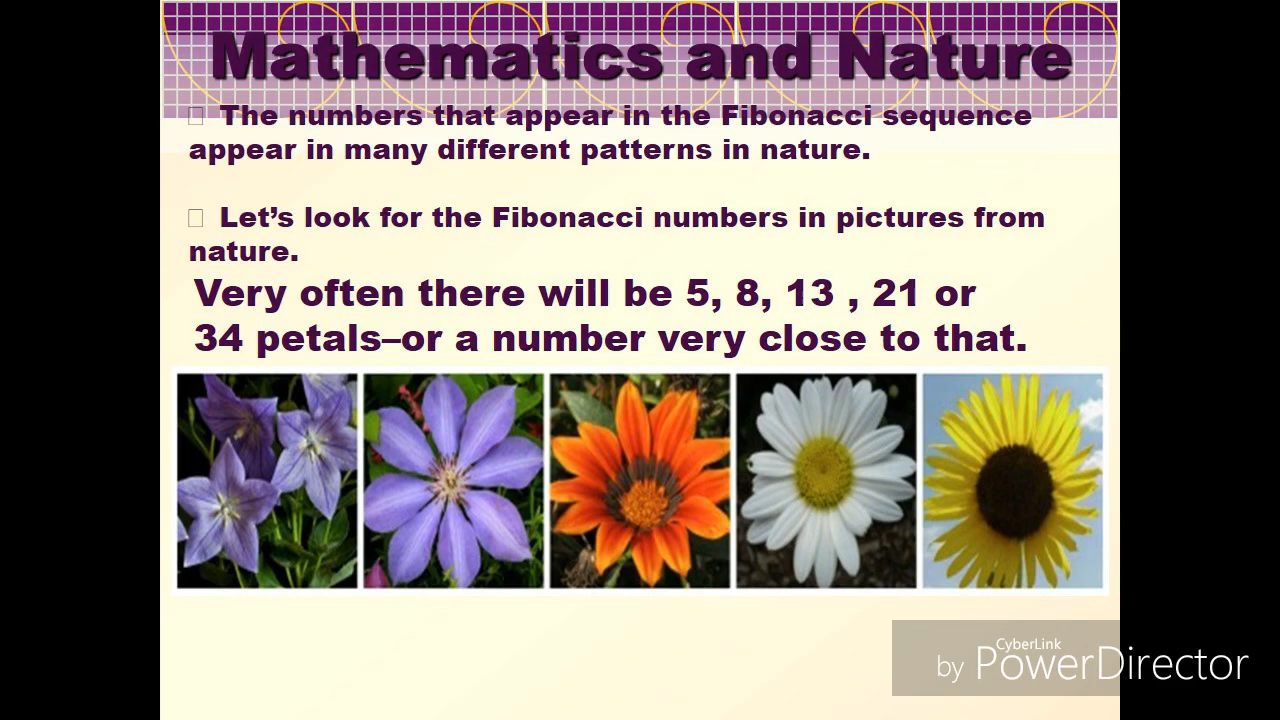 Mathematics and Nature
The numbers that appear in the Fibonacci sequence
appear in many different patterns in nature.
Let’s look for the Fibonacci numbers in pictures from
nature.
Very often there will be 5, 8, 13 , 21 or
34 petals–or a number very close to that.
CyberLink
by PowerDirector